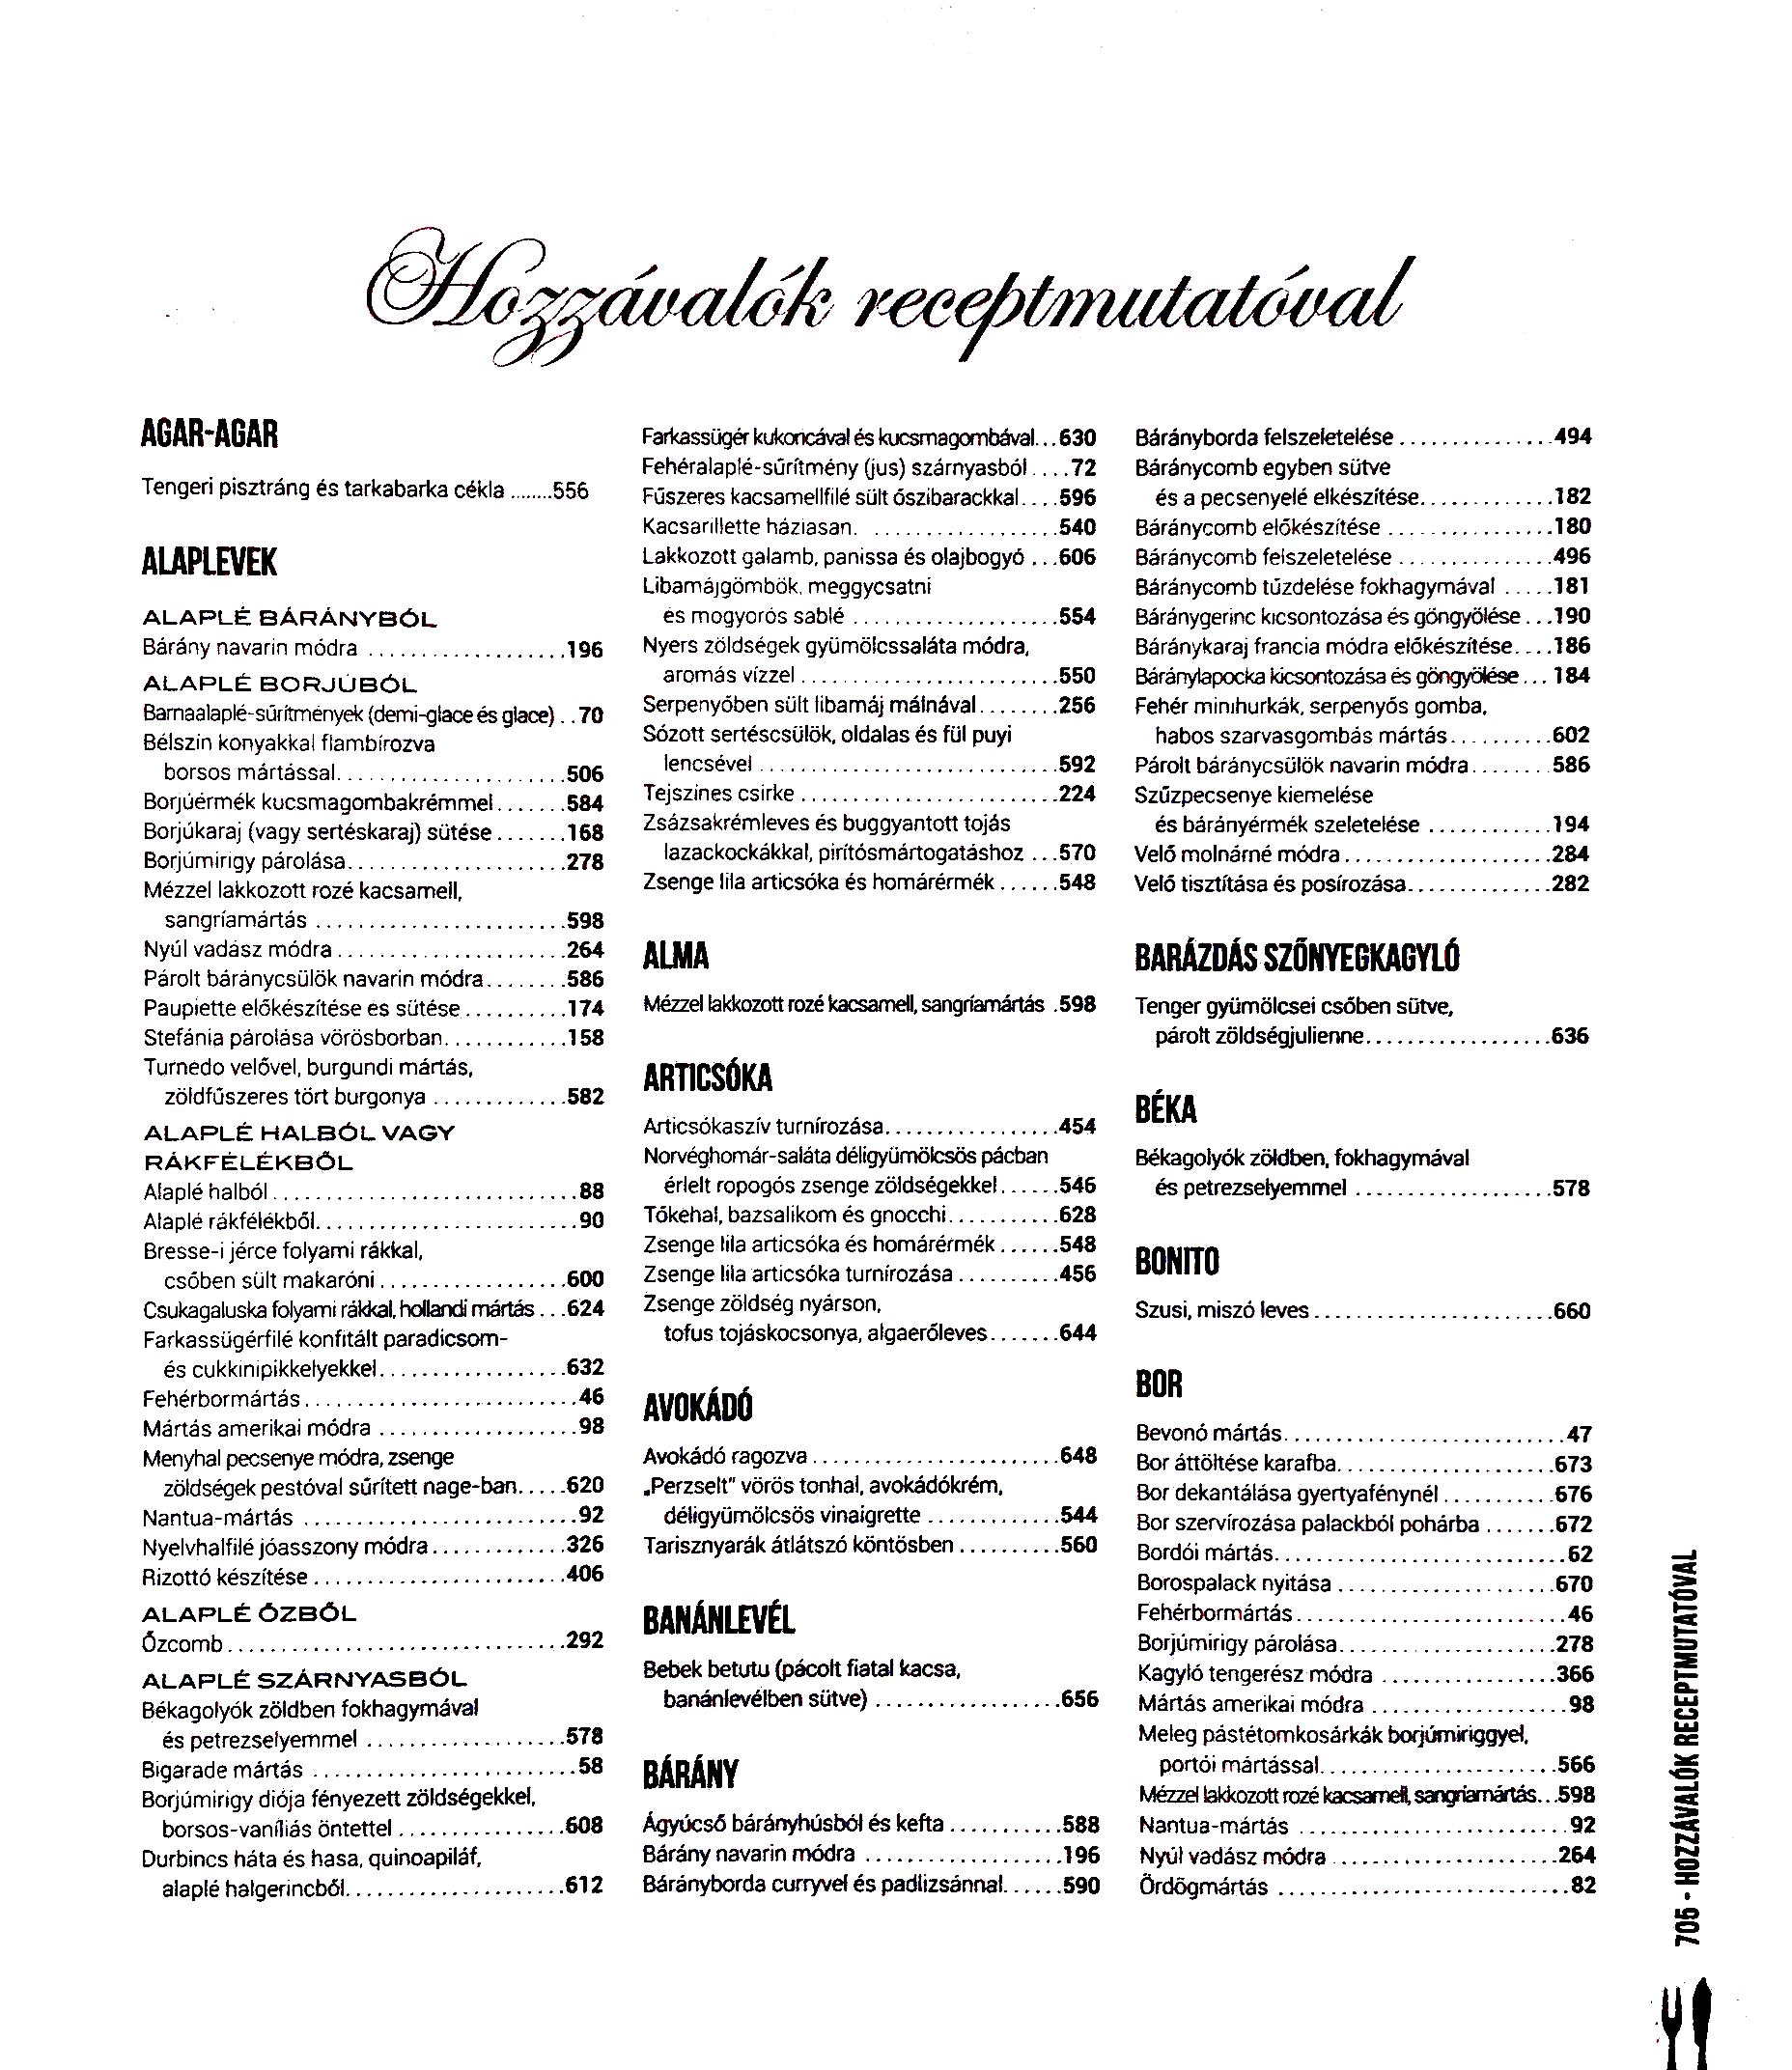 Hozzávalók receptmutatóval
AGAR-AGAR
Tengeri pisztráng és tarkabarka cékla .......556
ALAPLEVEK
ALAPLÉ BÁRÁNYBÓL
Bárány navarin módra ...................196
ALAPLÉ BORJÚBÓL
Barnaalaplé-sűrítmények (demi-glace és glace) ..70
Bélszín konyakkal flambírozva
borsos mártással......................506
Borjúérmék kucsmagombakrémmel.......584
Borjúkaraj (vagy sertéskaraj) sütése.......168
Borjúmirigy párolása.....................278
Mézzel lakkozott rozé kacsamell,
sangríamártás ........................598
Nyúl vadász módra......................264
Párolt báránycsülök navarin módra........586
Paupiette előkészítése és sütése..........174
Stefánia párolása vörösborban............158
Turnedo velővel, burgundi mártás,
zöldfűszeres tört burgonya .............582
ALAPLÉ HALBÓL VAGY
RÁKFÉLÉKBŐL
Alaplé halból.............................88
Alaplé rákfélékből.........................90
Bresse-i jérce folyami rákkal,
csőben sült makaróni..................600
Csukagaluska folyami rákkal, hollandi mártás ...624
Farkassügérfilé konfitált paradicsom-
és cukkinipikkelyekkel..................632
Fehérbormártás..........................46
Mártás amerikai módra ...................98
Menyhal pecsenye módra, zsenge
zöldségek pestóval sűrített nage-ban.....620
Nantua-mártás ..........................92
Nyelvhalfilé jóasszony módra.............326
Rizottó készítése........................406
ALAPLÉ ŐZBŐL
Őzcomb................................292
ALAPLÉ SZÁRNYASBÓL
Békagolyók zöldben fokhagymával
és petrezselyemmel ...................578
Bigarade mártás .........................58
Borjúmirigy diója fényezett zöldségekkel,
borsos-vaníliás öntettel................608
Durbincs háta és hasa, quinoapiláf,
alaplé halgerincből.....................612
Farkassügér kukoricával és kucsmagombával...630
Fehéralaplé-sűrítmény (jus) szárnyasból ....72
Fűszeres kacsamellfilé sült őszibarackkal....596
Kacsarillette háziasan. ..................540
Lakkozott galamb, panissa és olajbogyó ...606
Libamájgömbök, meggycsatni
és mogyorós sablé ....................554
Nyers zöldségek gyümölcssaláta módra,
aromás vízzel.........................550
Serpenyőben sült libamáj málnával........256
Sózott sertéscsülök, oldalas és fül puyi
lencsével.............................592
Tejszínes csirke.........................224
Zsázsakrémleves és buggyantott tojás
lazackockákkal, pirítósmártogatáshoz ...570
Zsenge lila articsóka és homárérmék......548
ALMA
Mézzel lakkozott rozé kacsamell, sangríamártás .598
ARTICSÓKA
Articsókaszív turnírozása.................454
Norvéghomár-saláta déligyümölcsös pácban
érlelt ropogós zsenge zöldségekkel......546
Tőkehal, bazsalikom és gnocchi...........628
Zsenge lila articsóka és homárérmék......548
Zsenge lila articsóka turnírozása..........456
Zsenge zöldség nyárson,
tofus tojáskocsonya, algaerőleves.......644
AVOKÁDÓ
Avokádó ragozva........................648
„Perzselt" vörös tonhal, avokádókrém,
déligyümölcsös vinaigrette .............544
Tarisznyarák átlátszó köntösben..........560
BANÁNLEVÉL
Bebek betutu (pácolt fiatal kacsa,
banánlevélben sütve)..................656
BÁRÁNY
Ágyúcső bárányhúsból és kefta...........588
Bárány navarin módra ...................196
Bárányborda curryvel és padlizsánnal......590
Bárányborda felszeletelése...............494
Báránycomb egyben sütve
és a pecsenyelé elkészítése.............182
Báránycomb előkészítése................180
Báránycomb felszeletelése...............496
Báránycomb tűzdelése fokhagymával .....181
Báránygerinc kicsontozása és göngyölése...190
Báránykaraj francia módra előkészítése....186
Báránylapocka kicsontozása és göngyölése...184
Fehér minihurkák, serpenyős gomba,
habos szarvasgombás mártás..........602
Párolt báránycsülök navarin módra........586
Szűzpecsenye kiemelése
és bárányérmék szeletelése ............194
Velő molnárné módra....................284
Velő tisztítása és posírozása..............282
BARÁZDÁS SZŐNYEGKAGYLÓ
Tenger gyümölcsei csőben sütve,
párolt zöldségjulienne..................636
BÉKA
Békagolyók zöldben, fokhagymával
és petrezselyemmel ...................578
BONITO
Szusi, miszó leves.......................660
BOR
Bevonó mártás...........................47
Bor áttöltése karafba.....................673
Bor dekantálása gyertyafénynél...........676
Bor szervírozása palackból pohárba .......672
Bordói mártás............................62
Borospalack nyitása.....................670
Fehérbormártás..........................46
Borjúmirigy párolása.....................278
Kagyló tengerész módra .................366
Mártás amerikai módra ...................98
Meleg pástétomkosárkák borjúmiriggyel,
portói mártással.......................566
Mézzel lakkozott rozé kacsamell, sangríamártás...598
Nantua-mártás ..........................92
Nyúl vadász módra......................264
Ördögmártás ............................82
705 • HOZZÁVALÓK RECEPTMUTATÓVAL